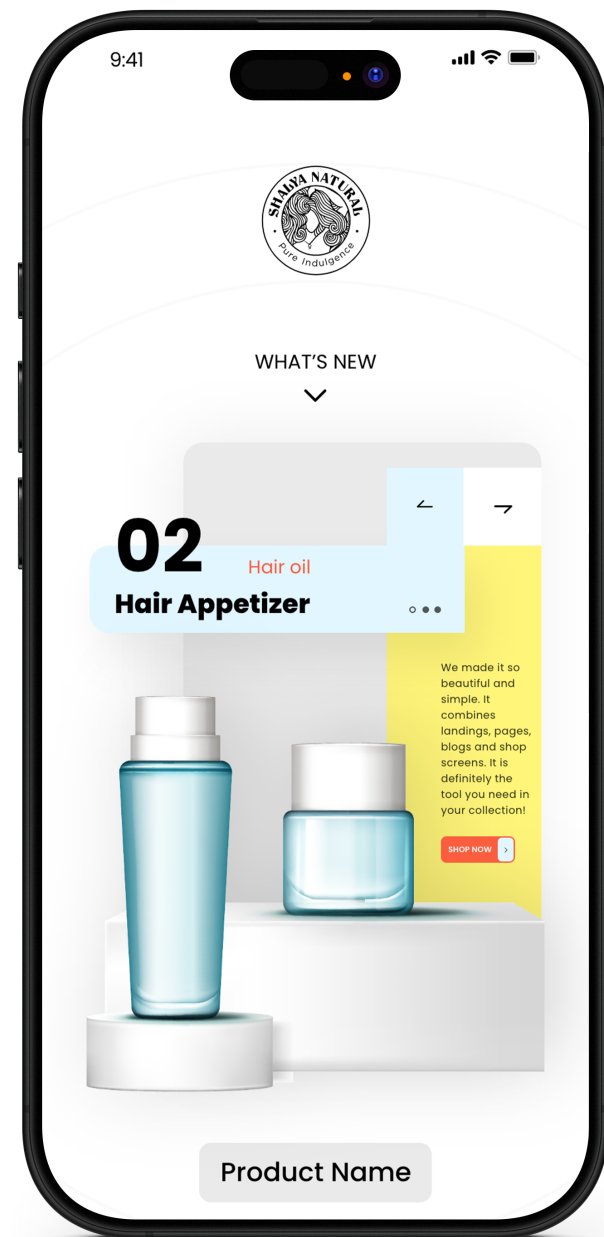 9:41
SHALYA NATURAL
Pure Indulgence
WHAT'S NEW
02
Hair oil
Hair Appetizer
We made it so
beautiful and
simple. It
combines
landings, pages,
blogs and shop
screens. It is
definitely the
tool you need in
your collection!
SHOP NOW
Product Name